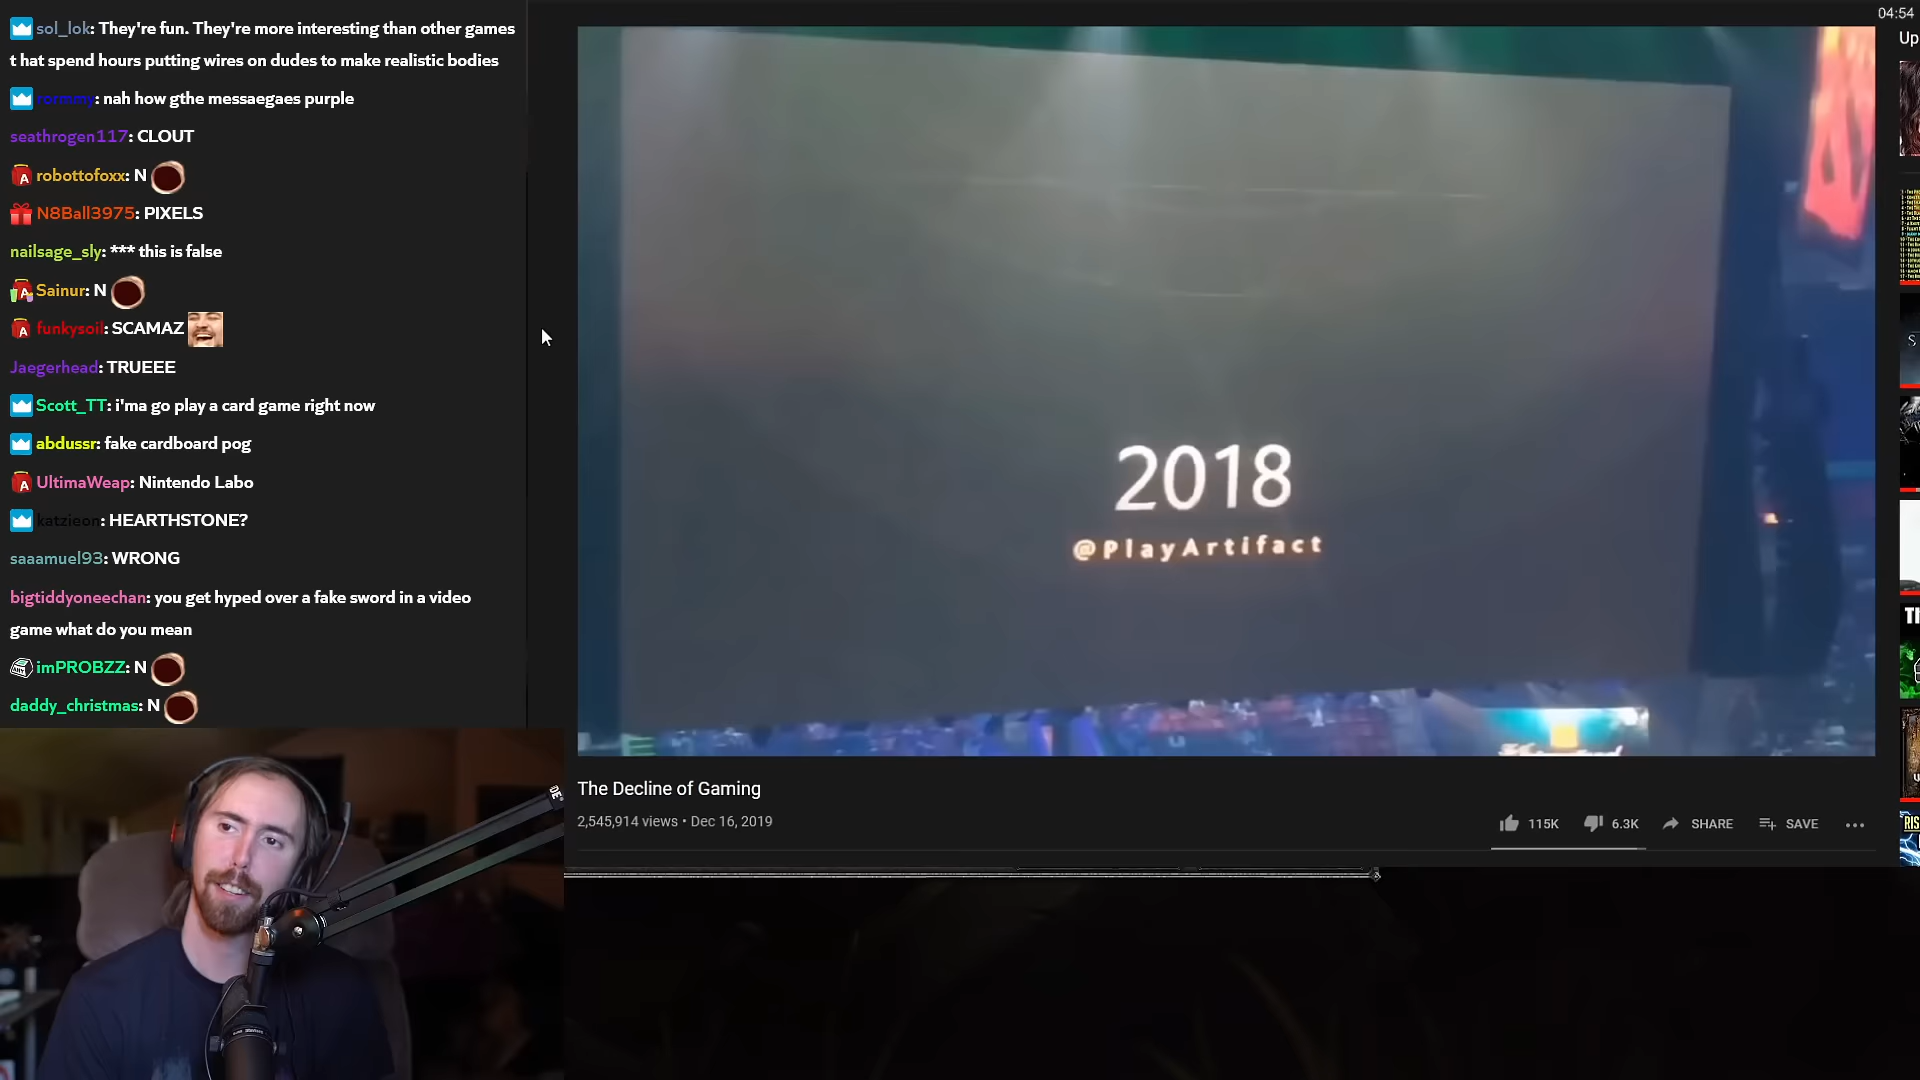 sol_lok: They're fun. They're more interesting than other games
t hat spend hours putting wires on dudes to make realistic bodies
rormmy: nah how gthe messaegaes purple
seathrogen117: CLOUT
robottofoxx: N
N8Ball3975: PIXELS
nailsage_sly: *** this is false
Sainur: N
funkysoil: SCAMAZ
Jaegerhead: TRUEEE
Scott_TT: i'ma go play a card game right now
abdussr: fake cardboard pog
UltimaWeap: Nintendo Labo
katzieon: HEARTHSTONE?
saaamuel93: WRONG
bigtiddyoneechan: you get hyped over a fake sword in a video
game what do you mean
imPROBZZ: N
daddy_christmas: N
04:54
Up
2018
@PlayArtifact
The Decline of Gaming
2,545,914 views • Dec 16, 2019
115K
6.3K
SHARE
SAVE